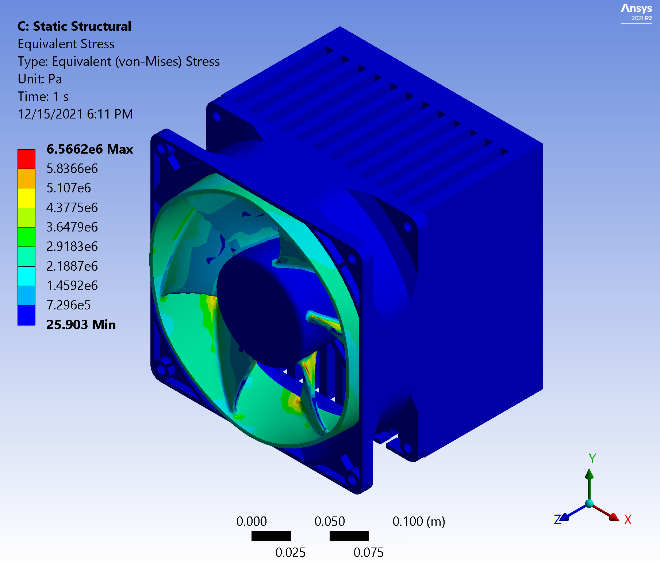 C: Static Structural
Equivalent Stress
Type: Equivalent (von-Mises) Stress
Unit: Pa
Time: 1 s
12/15/2021 6:11 PM
Ansys
2021 R2
6.5662e6 Max
5.8366e6
5.107e6
4.3775e6
3.6479e6
2.9183e6
2.1887e6
1.4592e6
7.296e5
25.903 Min
0.000 0.050 0.100 (m)
0.025 0.075
Y
Z X